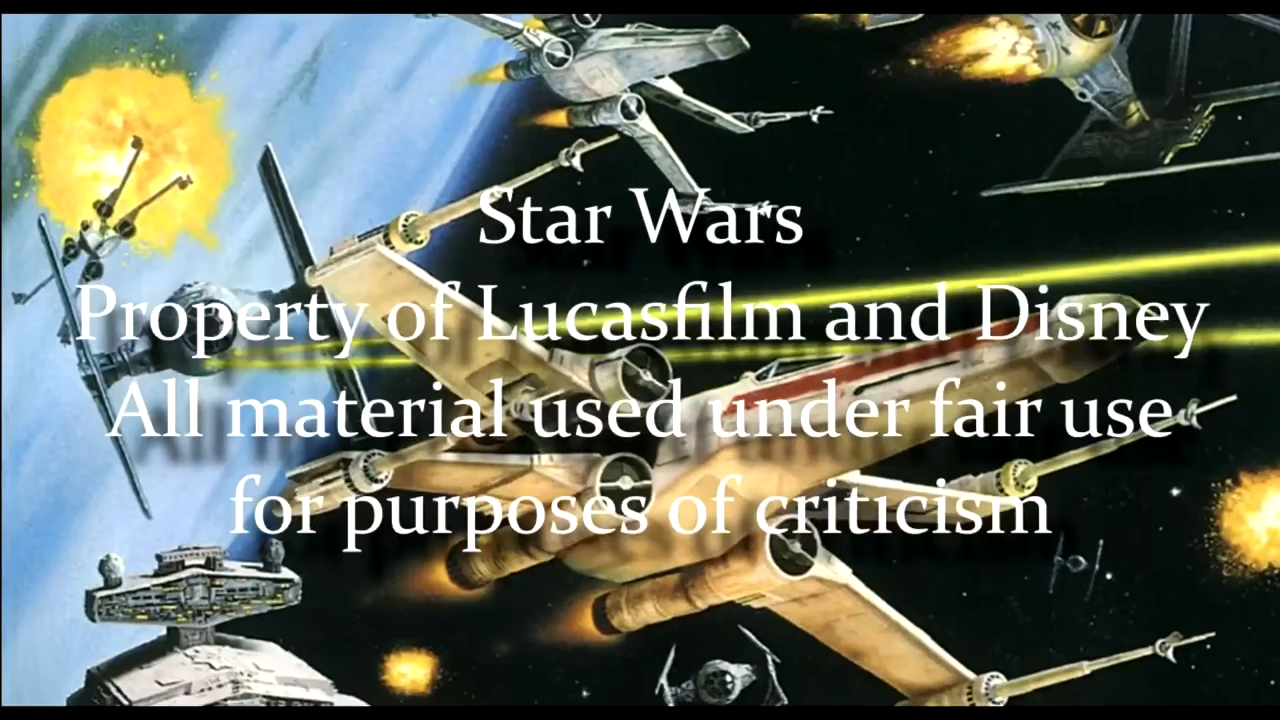 Star Wars
Property of Lucasfilm and Disney
All material used under fair use
for purposes of criticism